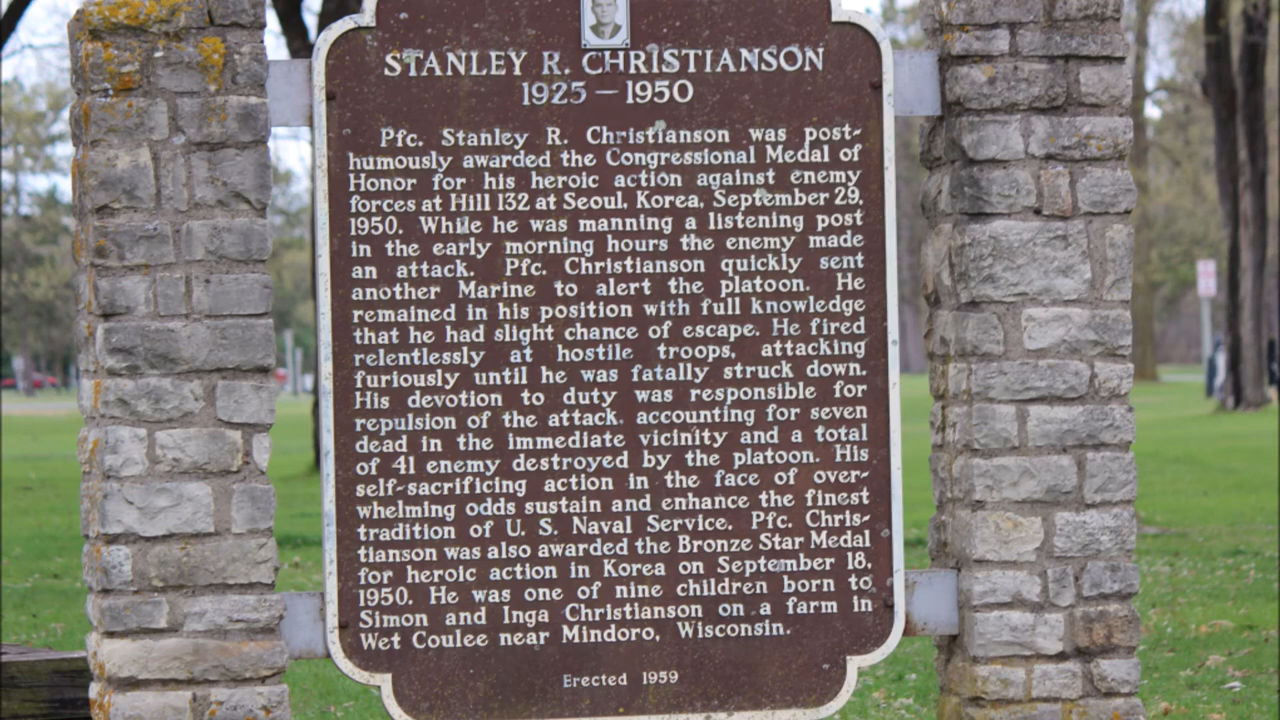 STANLEY R. CHRISTIANSON
1925 – 1950
Pfc. Stanley R. Christianson was post-
humously awarded the Congressional Medal of
Honor for his heroic action against enemy
forces at Hill 132 at Seoul, Korea, September 29,
1950. While he was manning a listening post
in the early morning hours the enemy made
an attack. Pfc. Christianson quickly sent
another Marine to alert the platoon. He
remained in his position with full knowledge
that he had slight chance of escape. He fired
relentlessly at hostile troops, attacking
furiously until he was fatally struck down.
His devotion to duty was responsible for
repulsion of the attack, accounting for seven
dead in the immediate vicinity and a total
of 41 enemy destroyed by the platoon. His
self-sacrificing action in the face of over-
whelming odds sustain and enhance the finest
tradition of U. S. Naval Service. Pfc. Chris-
tianson was also awarded the Bronze Star Medal
for heroic action in Korea on September 18,
1950. He was one of nine children born to
Simon and Inga Christianson on a farm in
Wet Coulee near Mindoro, Wisconsin.
Erected 1959